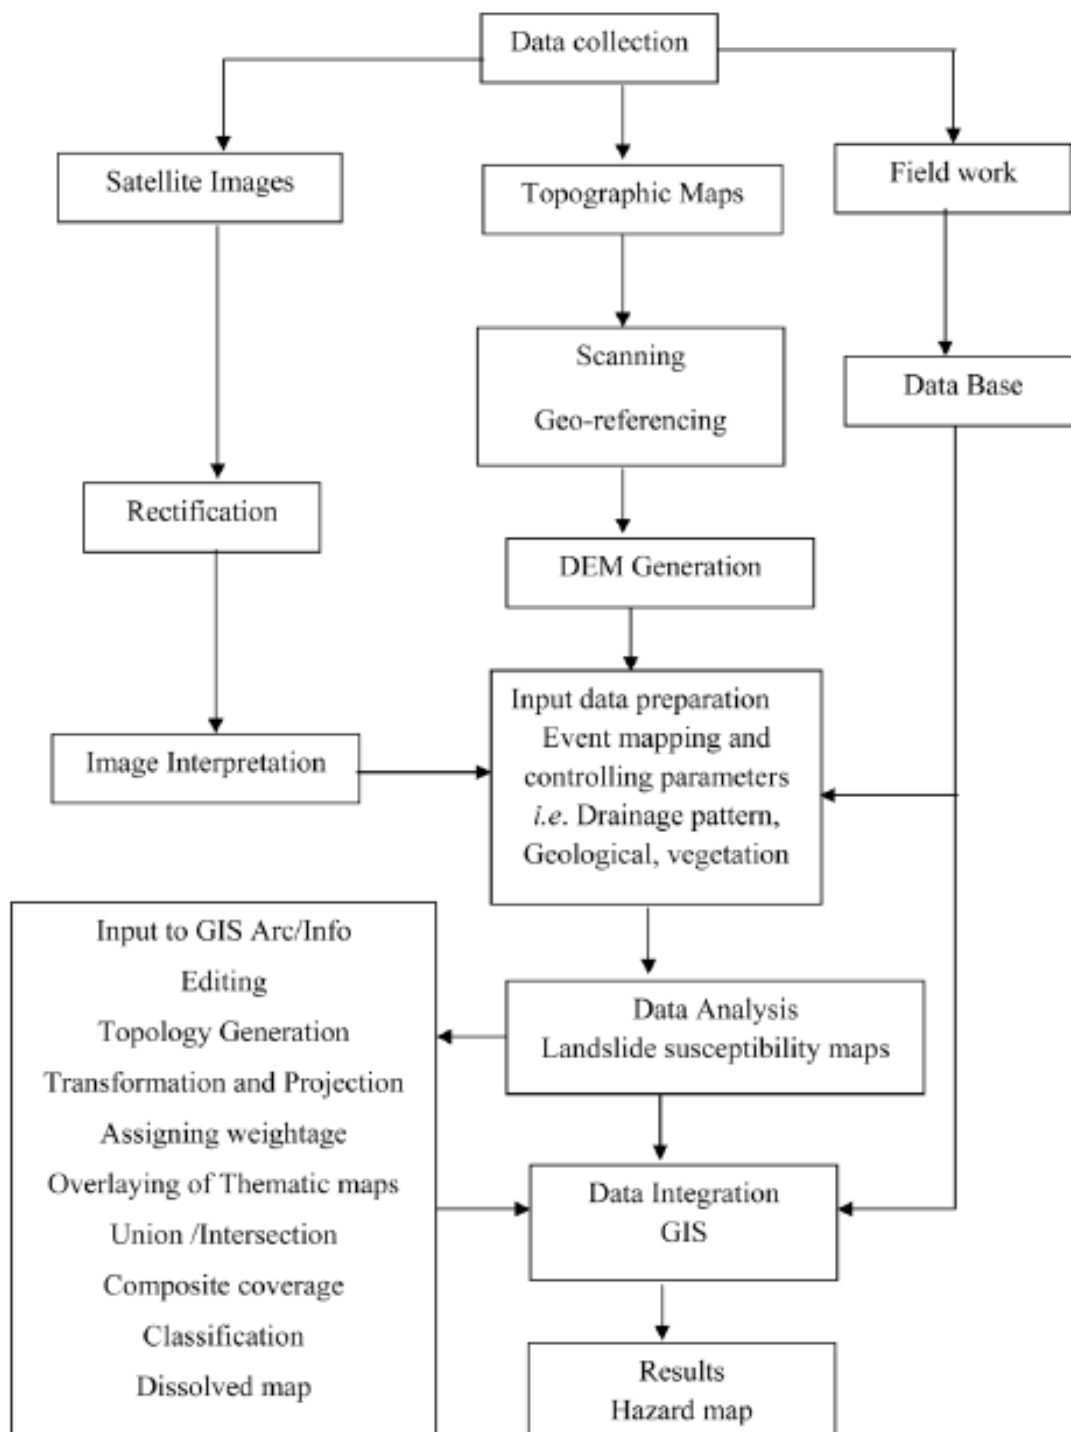 Data collection
Satellite Images
Topographic Maps
Field work
Scanning
Geo-referencing
Data Base
Rectification
DEM Generation
Image Interpretation
Input data preparation
Event mapping and
controlling parameters
i.e. Drainage pattern,
Geological, vegetation
Input to GIS Arc/Info
Editing
Topology Generation
Transformation and Projection
Assigning weightage
Overlaying of Thematic maps
Union /Intersection
Composite coverage
Classification
Dissolved map
Data Analysis
Landslide susceptibility maps
Data Integration
GIS
Results
Hazard map